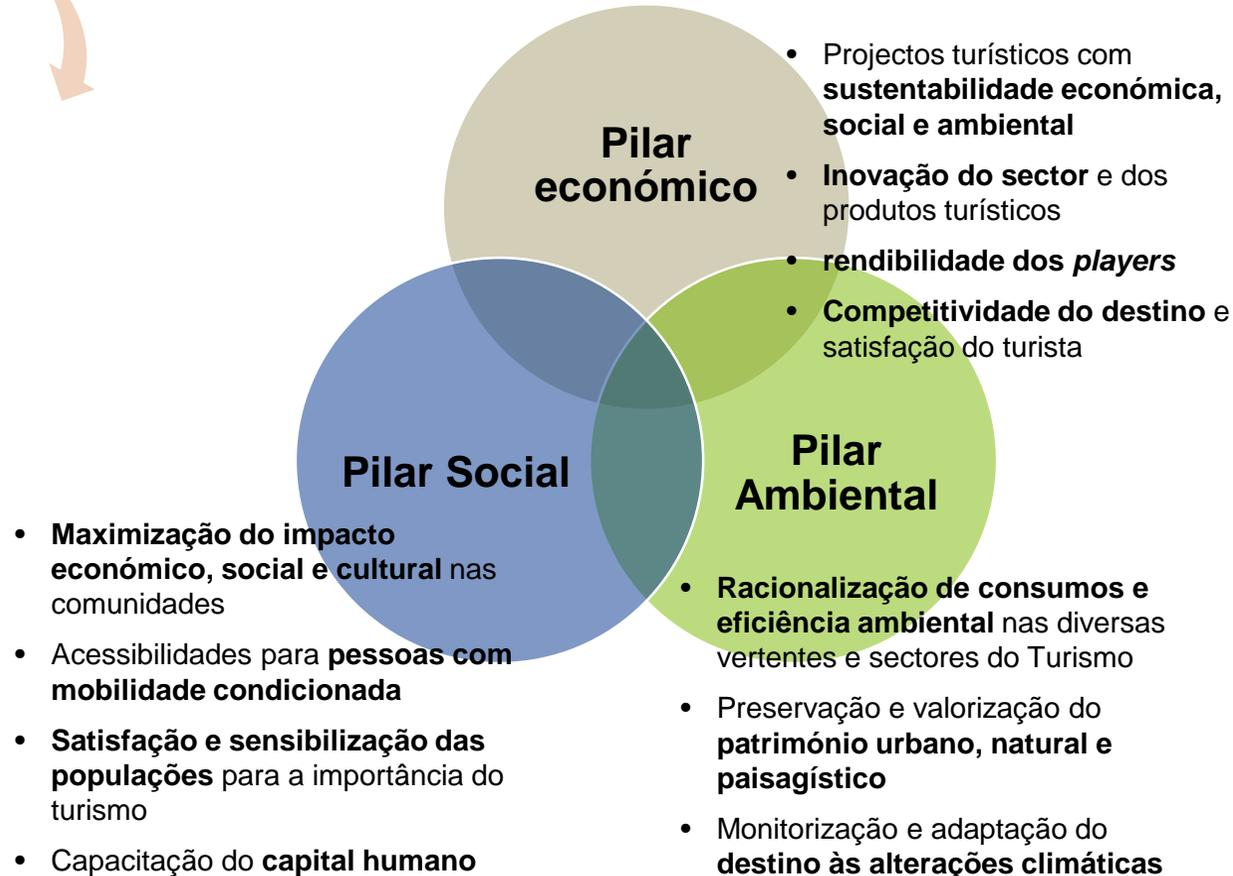 Pilar
económico
• Projectos turísticos com
sustentabilidade económica,
social e ambiental
• Inovação do sector e dos
produtos turísticos
• rendibilidade dos players
• Competitividade do destino e
satisfação do turista
Pilar Social
• Maximização do impacto
económico, social e cultural nas
comunidades
• Acessibilidades para pessoas com
mobilidade condicionada
• Satisfação e sensibilização das
populações para a importância do
turismo
• Capacitação do capital humano
Pilar
Ambiental
• Racionalização de consumos e
eficiência ambiental nas diversas
vertentes e sectores do Turismo
• Preservação e valorização do
património urbano, natural e
paisagístico
• Monitorização e adaptação do
destino às alterações climáticas